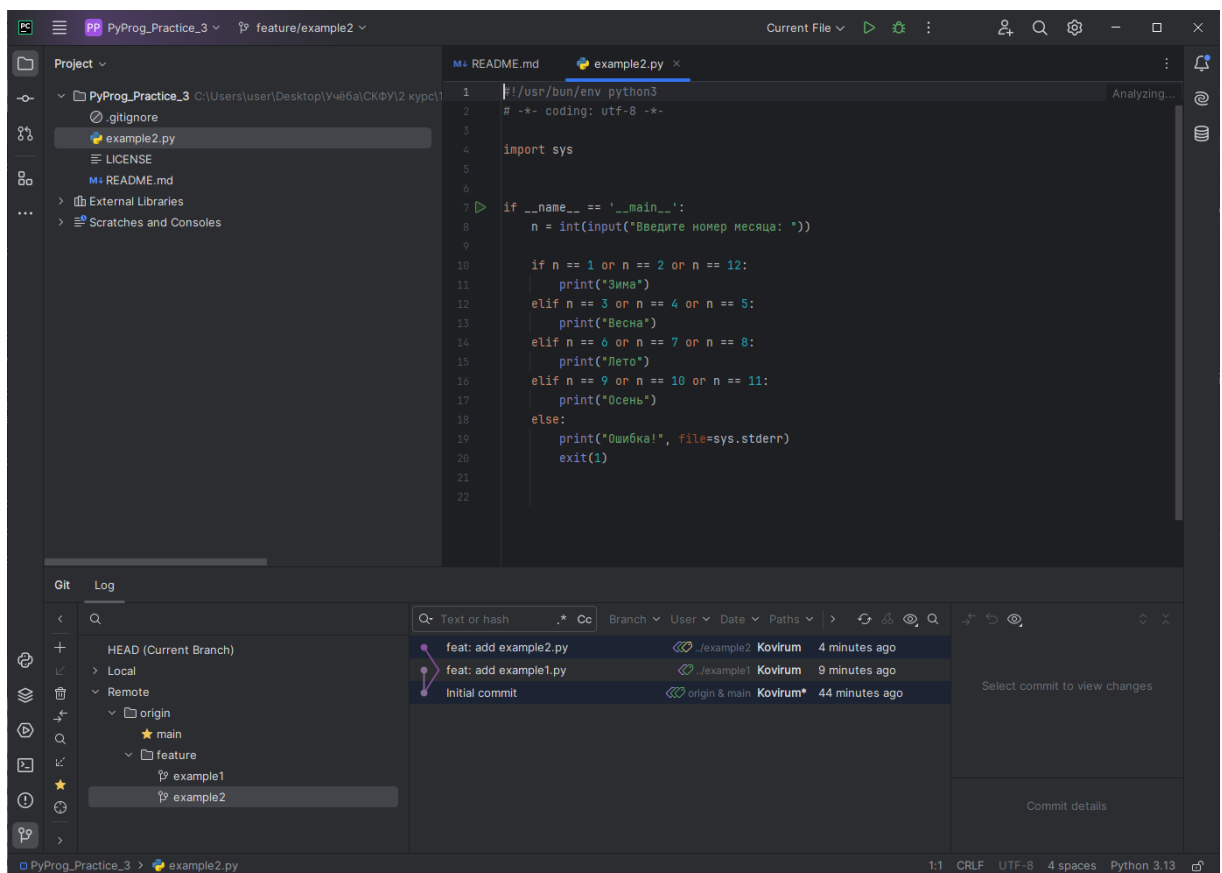 PC PP PyProg_Practice_3 feature/example2 Current File
Project
PyProg_Practice_3 C:\Users\user\Desktop\Учёба\СКФУ\2 курс\1
.gitignore
example2.py
LICENSE
M↓ README.md
External Libraries
Scratches and Consoles
M↓ README.md example2.py
Analyzing...
1 #!/usr/bun/env python3
2 # -*- coding: utf-8 -*-
3
4 import sys
5
6
7 if __name__ == '__main__':
8 n = int(input("Введите номер месяца: "))
9
10 if n == 1 or n == 2 or n == 12:
11 print("Зима")
12 elif n == 3 or n == 4 or n == 5:
13 print("Весна")
14 elif n == 6 or n == 7 or n == 8:
15 print("Лето")
16 elif n == 9 or n == 10 or n == 11:
17 print("Осень")
18 else:
19 print("Ошибка!", file=sys.stderr)
20 exit(1)
21
22
Git Log
HEAD (Current Branch)
Local
Remote
origin
main
feature
example1
example2
Text or hash .* Cc Branch User Date Paths
feat: add example2.py ../example2 Kovirum 4 minutes ago
feat: add example1.py ../example1 Kovirum 9 minutes ago
Initial commit origin & main Kovirum* 44 minutes ago
Select commit to view changes
Commit details
PyProg_Practice_3 > example2.py 1:1 CRLF UTF-8 4 spaces Python 3.13